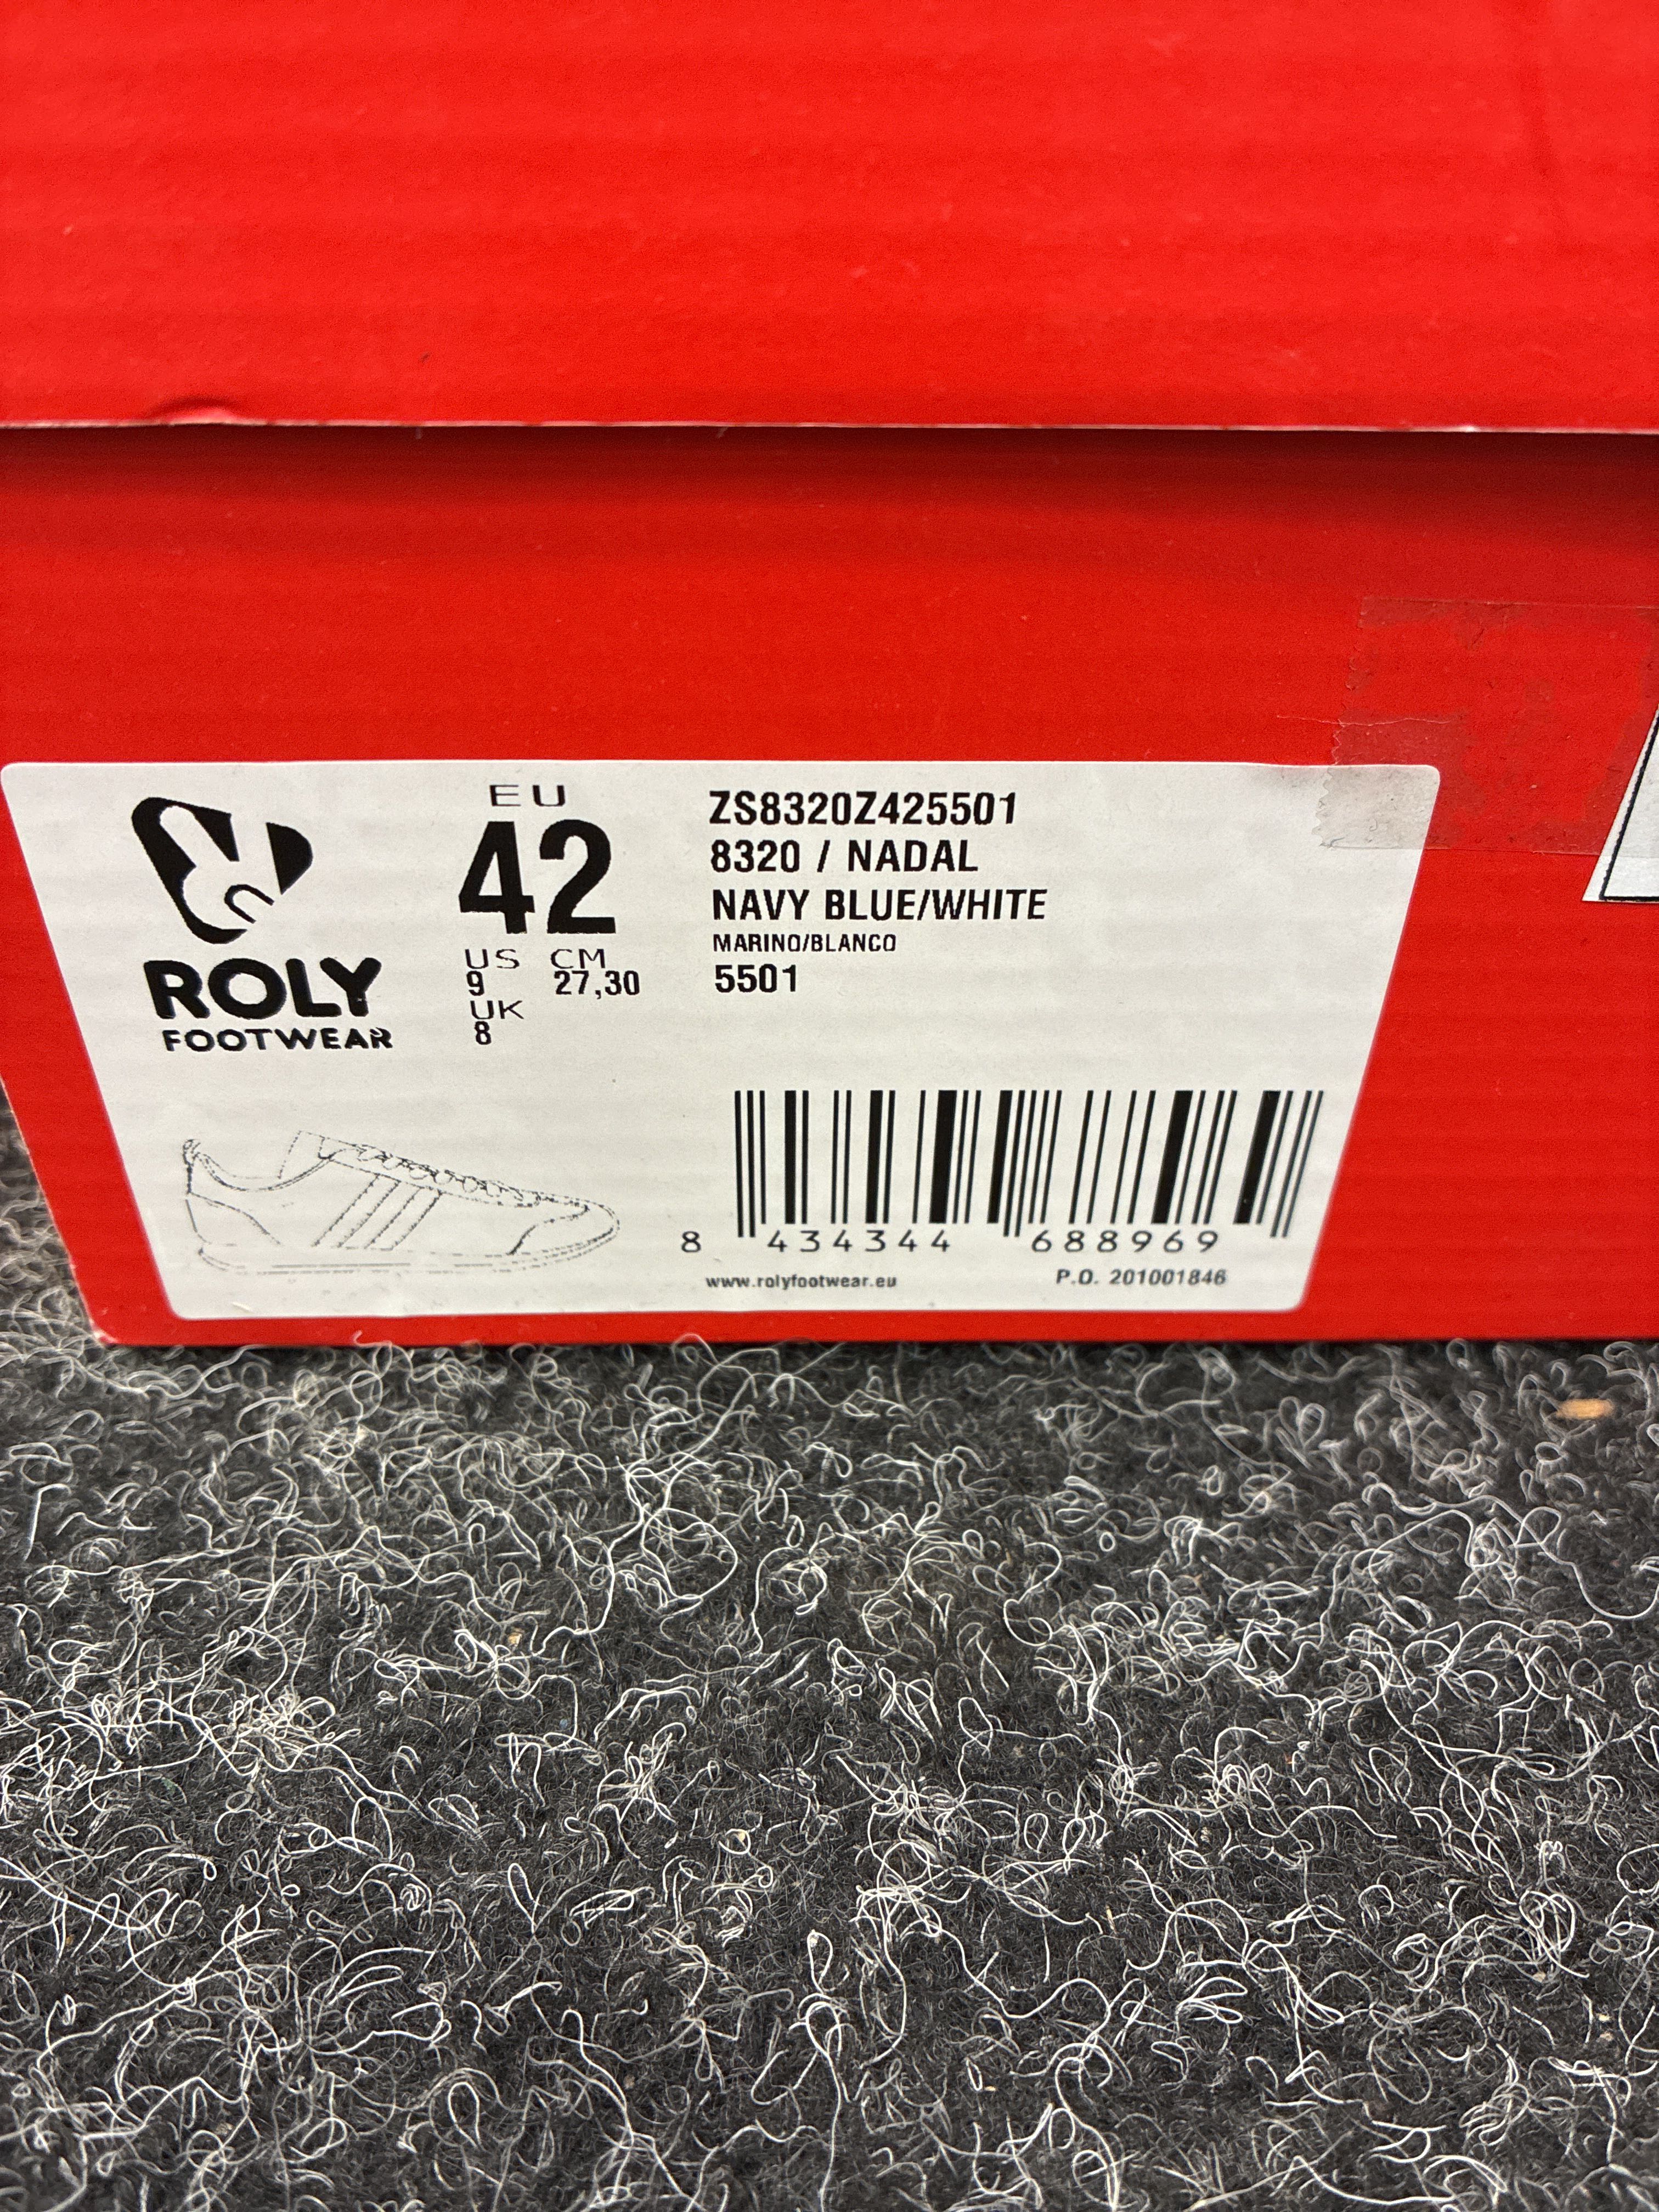 ROLY
FOOTWEAR
EU
42
US CM
9 27,30
UK
8
ZS8320Z425501
8320 / NADAL
NAVY BLUE/WHITE
MARINO/BLANCO
5501
8 434344 688969
www.rolyfootwear.eu P.O. 201001846